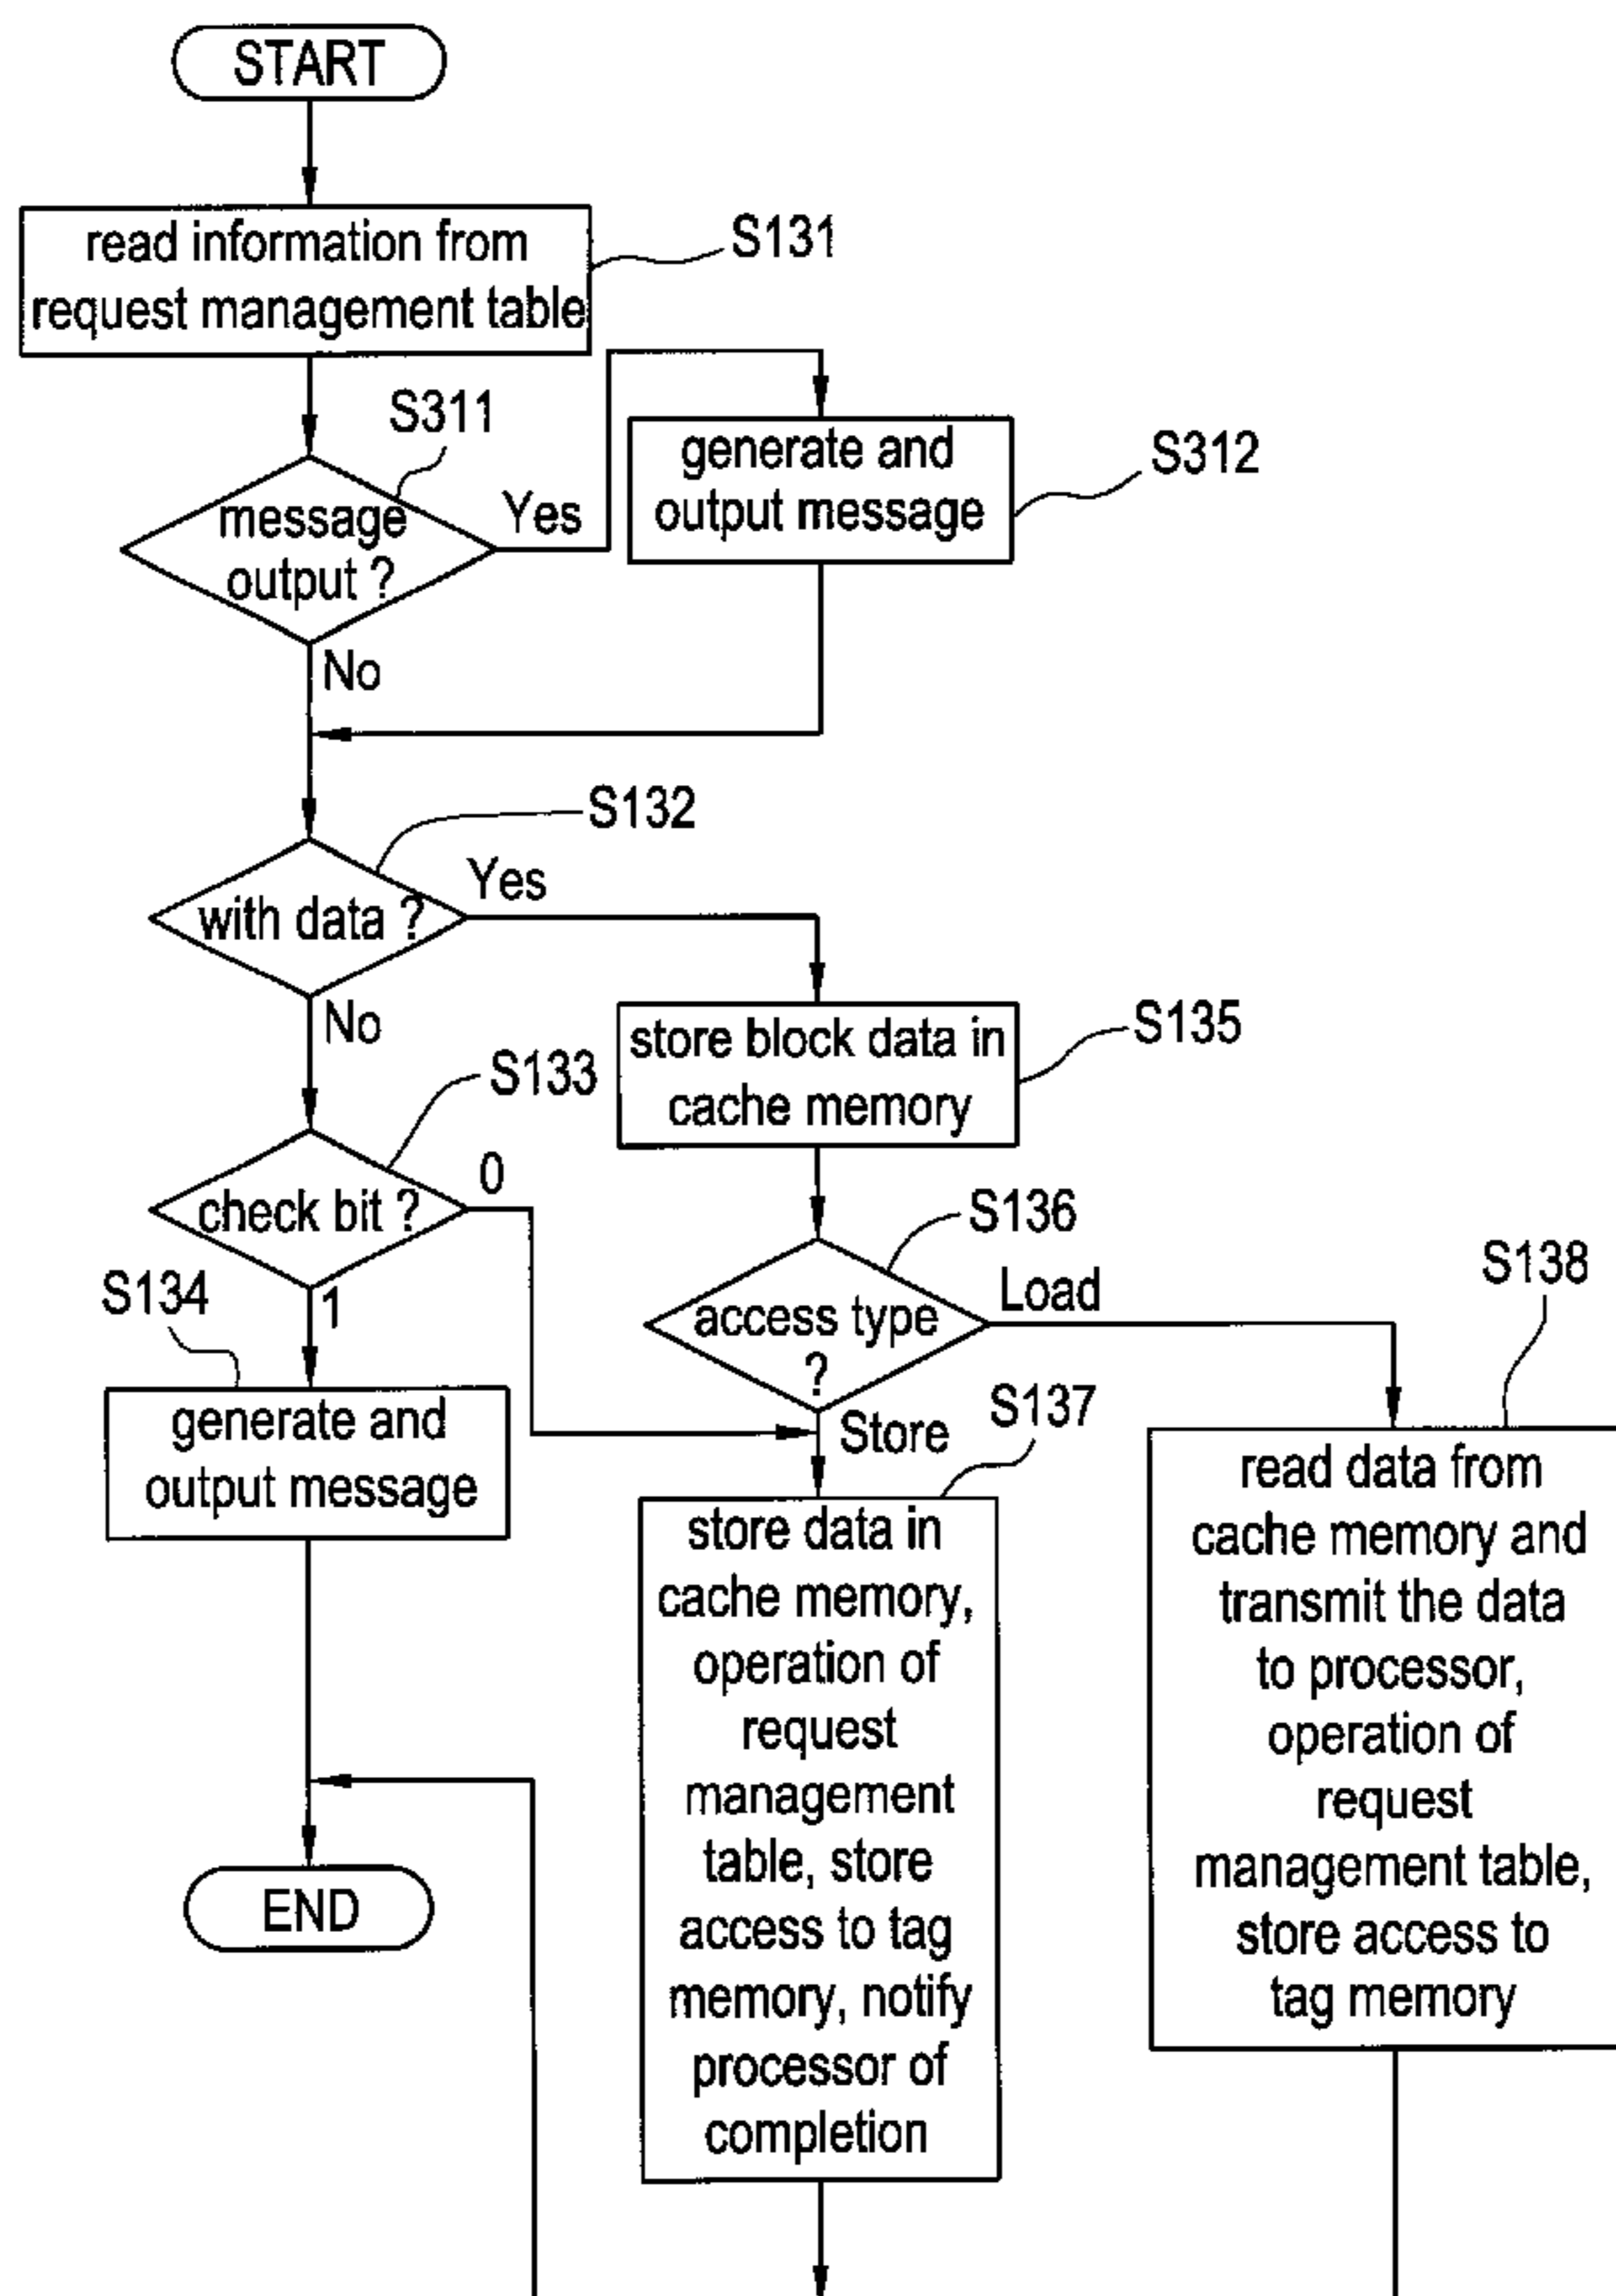 START
read information from
request management table
S131
S311
message
output ?
Yes
No
generate and
output message
S312
S132
with data ?
Yes
No
store block data in
cache memory
S135
S133
check bit ?
0
1
S136
access type
?
Load
Store
S138
S134
generate and
output message
S137
store data in
cache memory,
operation of
request
management
table, store
access to tag
memory, notify
processor of
completion
read data from
cache memory and
transmit the data
to processor,
operation of
request
management table,
store access to
tag memory
END